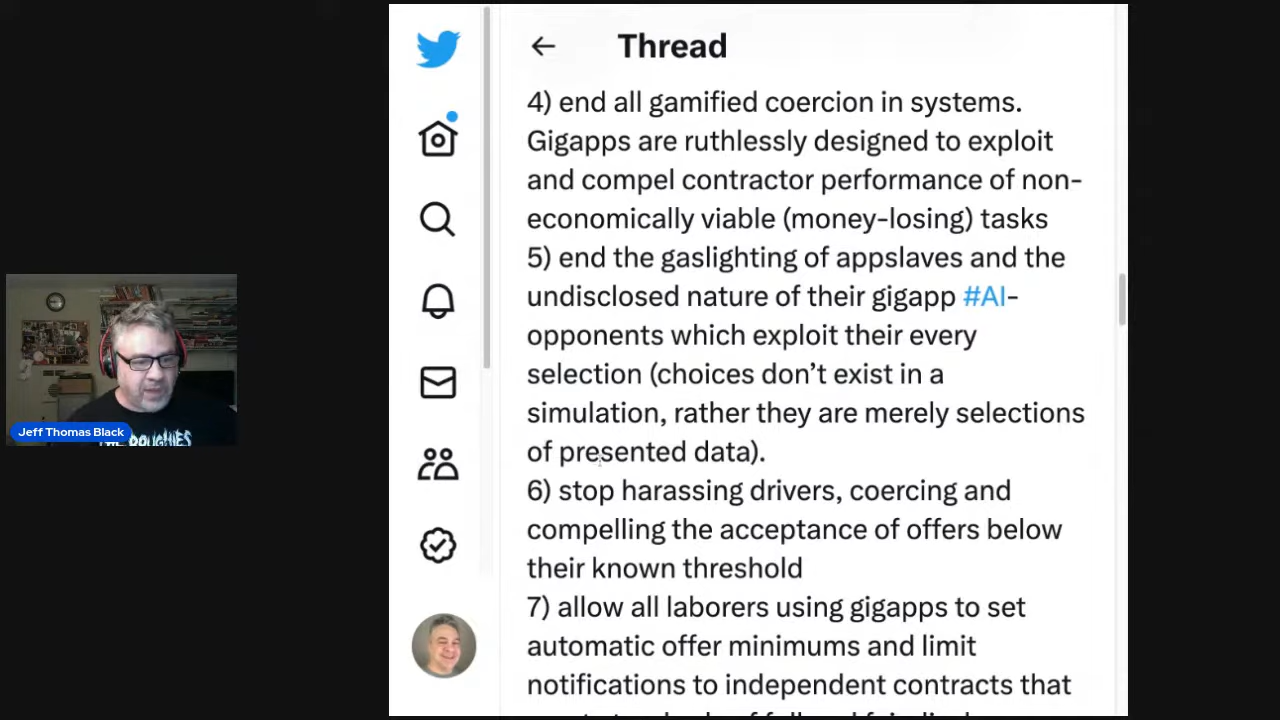 Thread
4) end all gamified coercion in systems.
Gigapps are ruthlessly designed to exploit
and compel contractor performance of non-
economically viable (money-losing) tasks
5) end the gaslighting of appslaves and the
undisclosed nature of their gigapp #AI-
opponents which exploit their every
selection (choices don’t exist in a
simulation, rather they are merely selections
of presented data).
6) stop harassing drivers, coercing and
compelling the acceptance of offers below
their known threshold
7) allow all laborers using gigapps to set
automatic offer minimums and limit
notifications to independent contracts that
Jeff Thomas Black